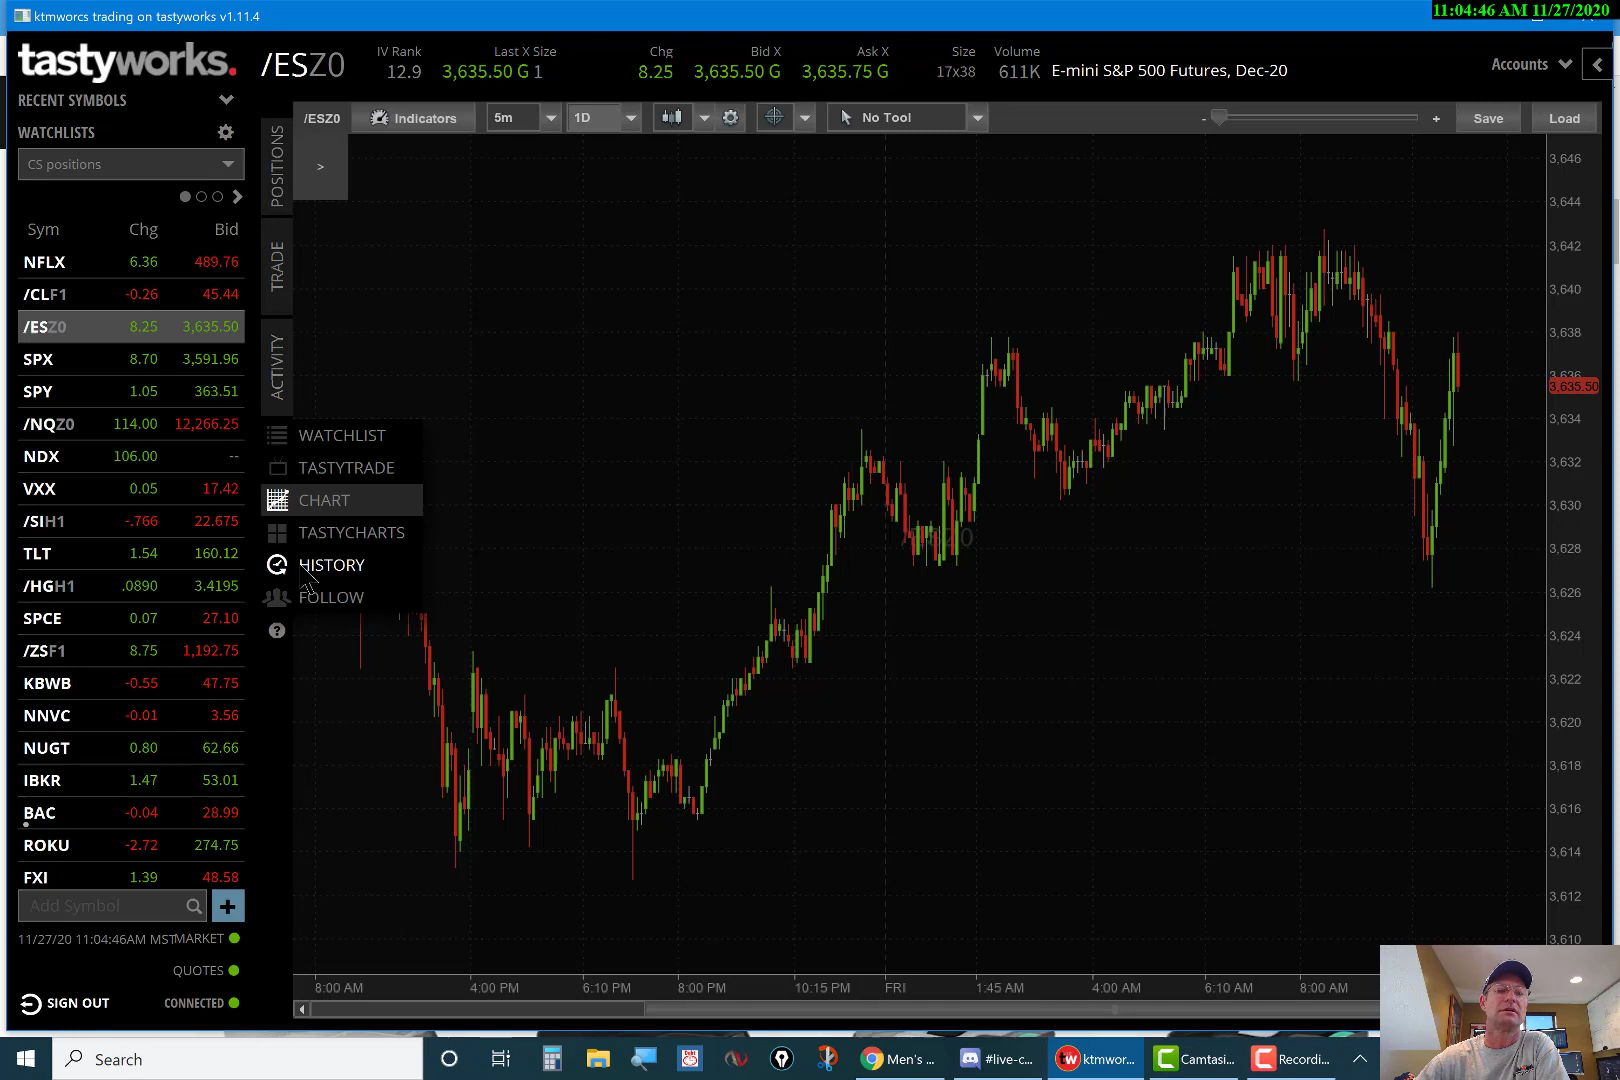 ktmworcs trading on tastyworks v1.11.4
11:04:46 AM 11/27/2020
tastyworks.
/ESZ0
IV Rank
12.9
Last X Size
3,635.50 G 1
Chg
8.25
Bid X
3,635.50 G
Ask X
3,635.75 G
Size
17x38
Volume
611K
E-mini S&P 500 Futures, Dec-20
Accounts
RECENT SYMBOLS
WATCHLISTS
CS positions
Sym Chg Bid
NFLX 6.36 489.76
/CLF1 -0.26 45.44
/ESZ0 8.25 3,635.50
SPX 8.70 3,591.96
SPY 1.05 363.51
/NQZ0 114.00 12,266.25
NDX 106.00 --
VXX 0.05 17.42
/SIH1 -.766 22.675
TLT 1.54 160.12
/HGH1 .0890 3.4195
SPCE 0.07 27.10
/ZSF1 8.75 1,192.75
KBWB -0.55 47.75
NNVC -0.01 3.56
NUGT 0.80 62.66
IBKR 1.47 53.01
BAC -0.04 28.99
ROKU -2.72 274.75
FXI 1.39 48.58
Add Symbol
11/27/20 11:04:46AM MST MARKET
QUOTES
SIGN OUT CONNECTED
POSITIONS
TRADE
ACTIVITY
WATCHLIST
TASTYTRADE
CHART
TASTYCHARTS
HISTORY
FOLLOW
?
/ESZ0 Indicators 5m 1D No Tool - + Save Load
>
3,646
3,644
3,642
3,640
3,638
3,636
3,635.50
3,634
3,632
3,630
3,628
3,626
3,624
3,622
3,620
3,618
3,616
3,614
3,612
3,610
8:00 AM 4:00 PM 6:10 PM 8:00 PM 10:15 PM FRI 1:45 AM 4:00 AM 6:10 AM 8:00 AM
Search
Men's ...
#live-c...
ktmwor...
Camtasi...
Recordi...